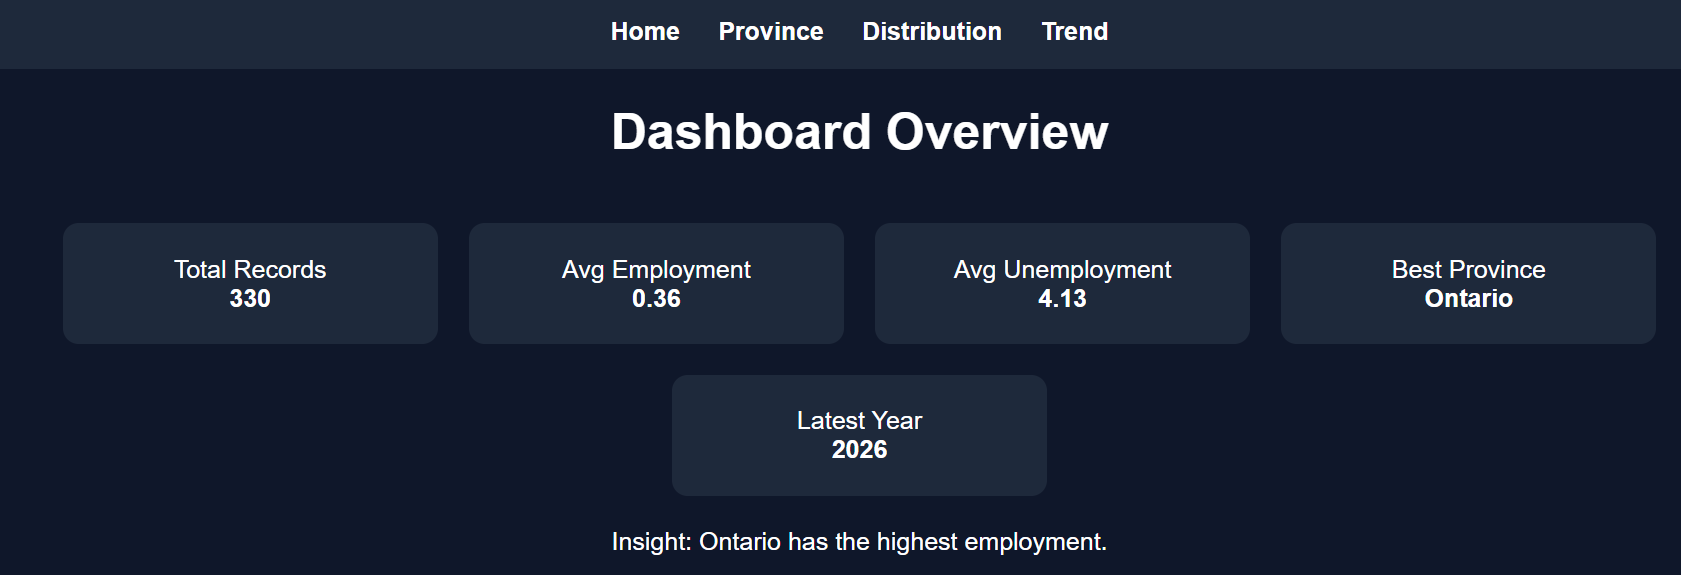 Home Province Distribution Trend
Dashboard Overview
Total Records
330
Avg Employment
0.36
Avg Unemployment
4.13
Best Province
Ontario
Latest Year
2026
Insight: Ontario has the highest employment.